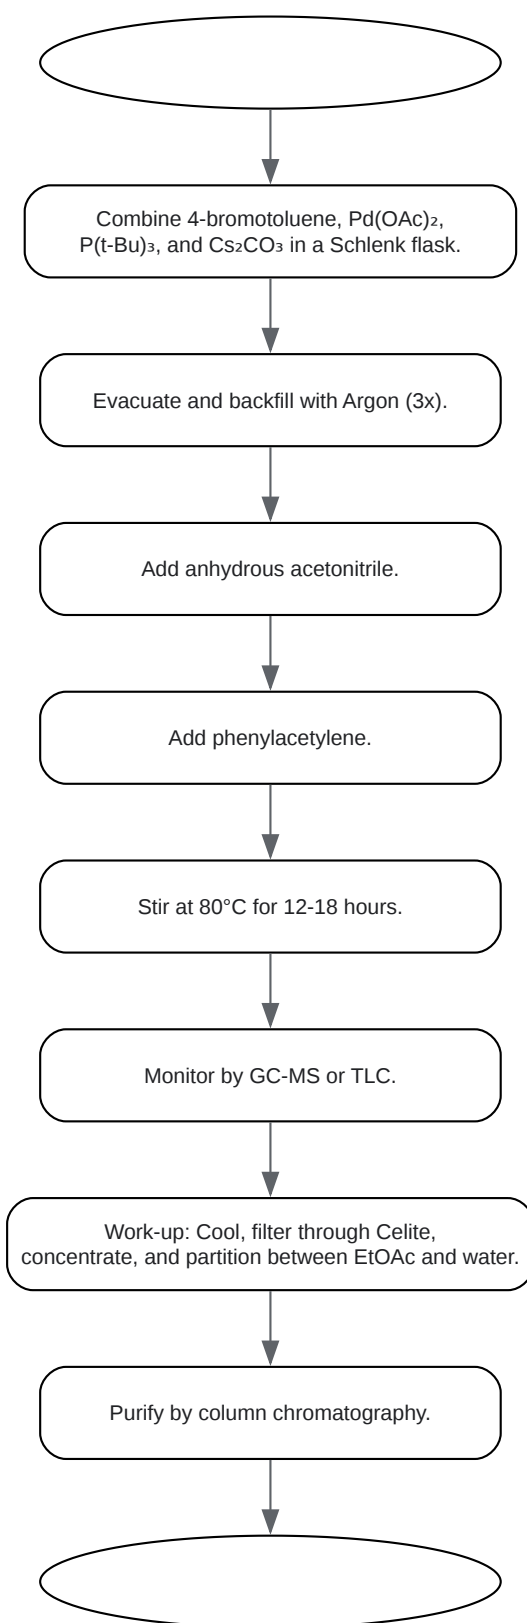 Combine 4-bromotoluene, Pd(OAc)₂,
P(t-Bu)₃, and Cs₂CO₃ in a Schlenk flask.
Evacuate and backfill with Argon (3x).
Add anhydrous acetonitrile.
Add phenylacetylene.
Stir at 80°C for 12-18 hours.
Monitor by GC-MS or TLC.
Work-up: Cool, filter through Celite,
concentrate, and partition between EtOAc and water.
Purify by column chromatography.